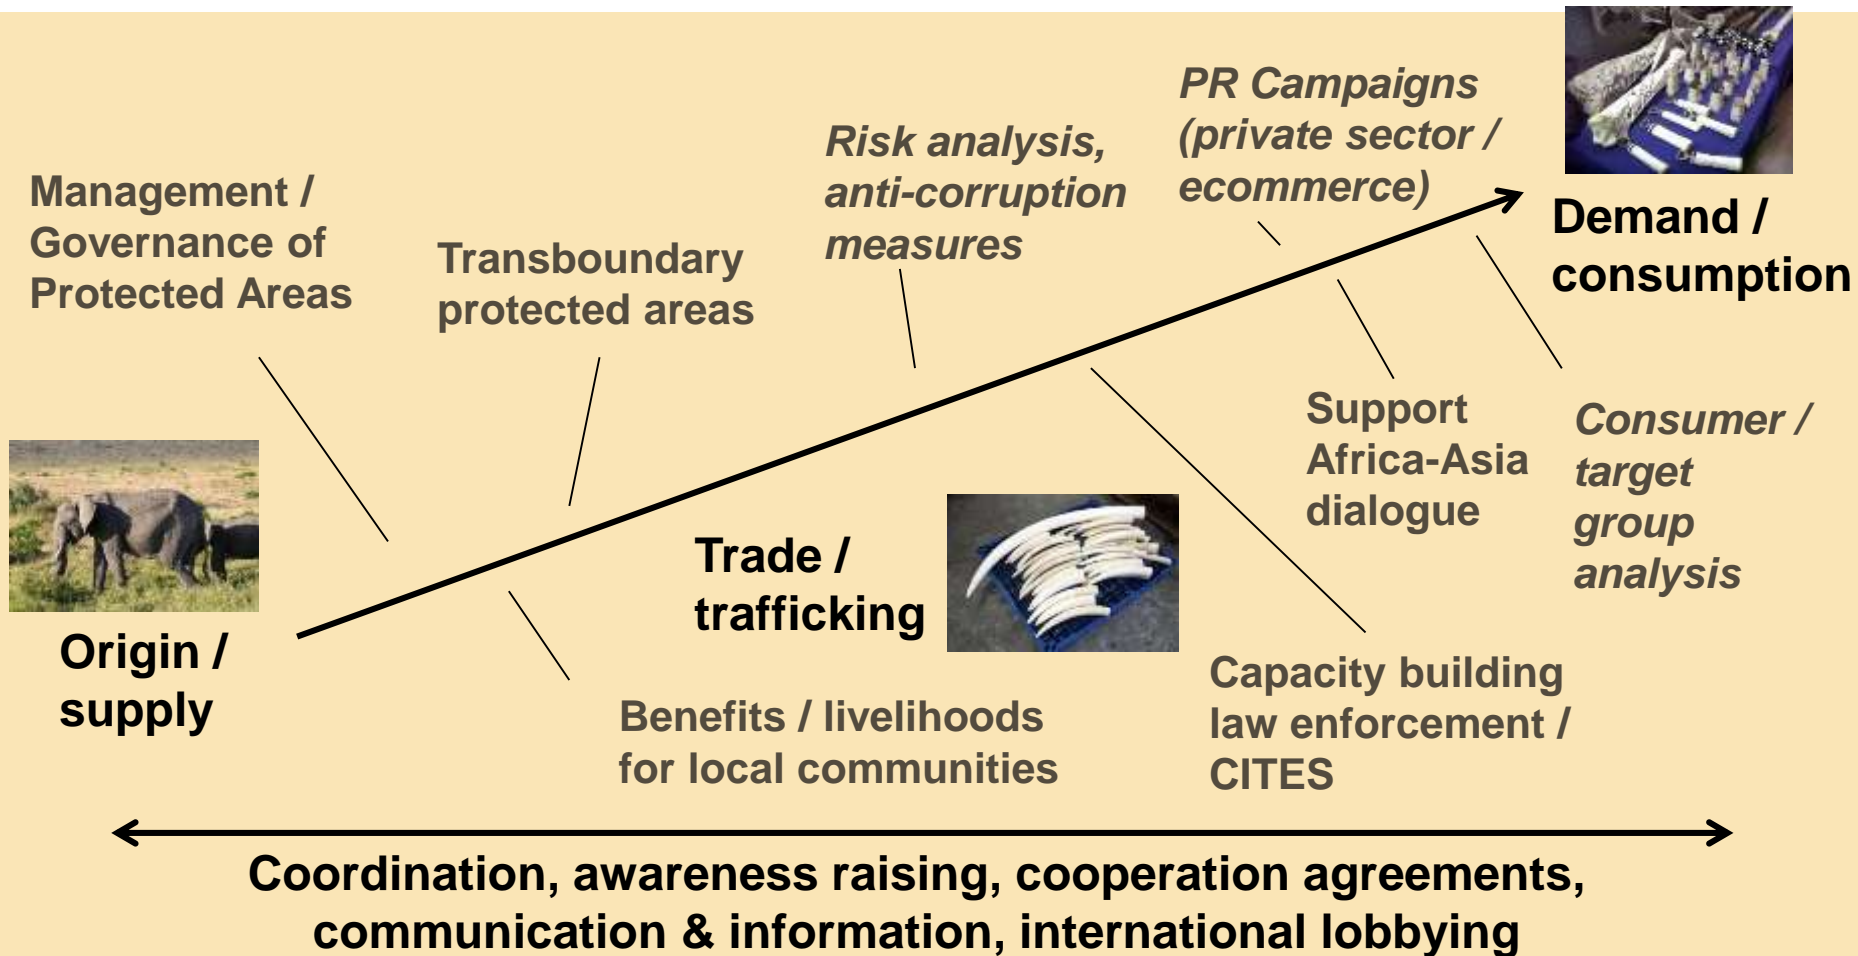 Management /
Governance of
Protected Areas
Transboundary
protected areas
Risk analysis,
anti-corruption
measures
PR Campaigns
(private sector /
ecommerce)
Demand /
consumption
Origin /
supply
Trade /
trafficking
Support
Africa-Asia
dialogue
Consumer /
target
group
analysis
Benefits / livelihoods
for local communities
Capacity building
law enforcement /
CITES
Coordination, awareness raising, cooperation agreements,
communication & information, international lobbying